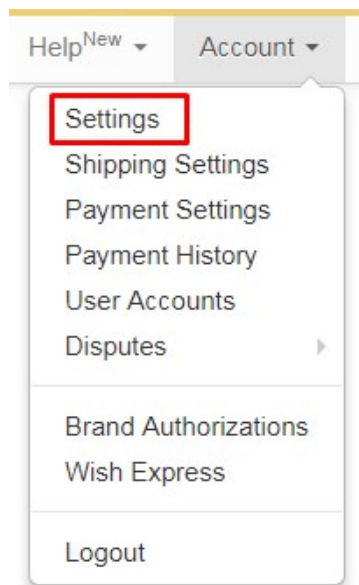 HelpNew Account
Settings
Shipping Settings
Payment Settings
Payment History
User Accounts
Disputes
Brand Authorizations
Wish Express
Logout